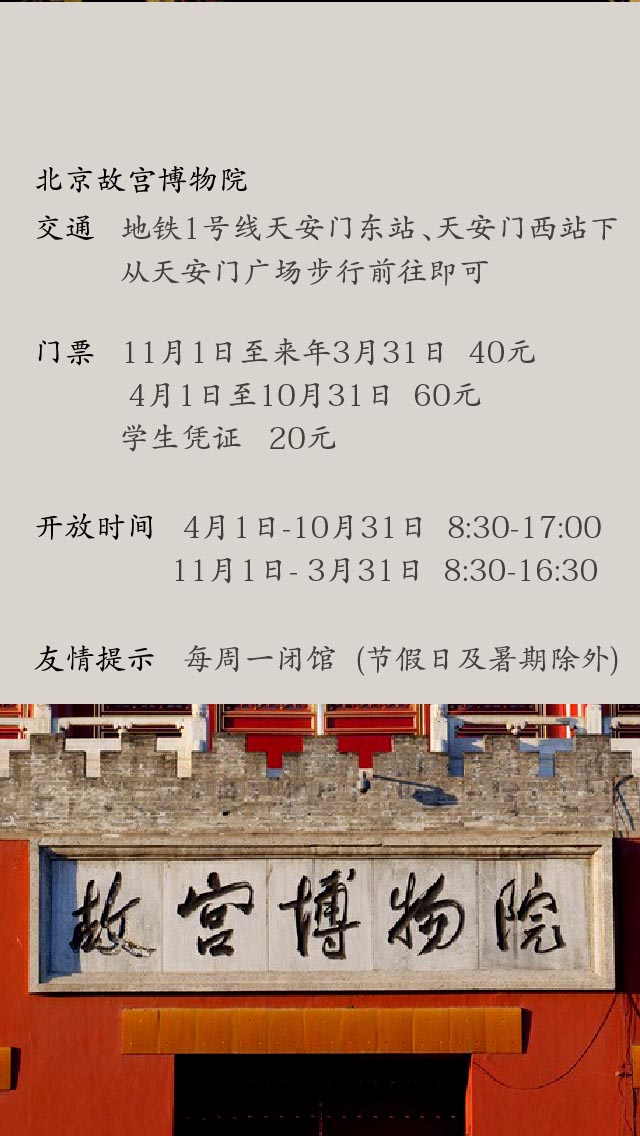 北京故宫博物院
交通 地铁1号线天安门东站、天安门西站下
从天安门广场步行前往即可
门票 11月1日至来年3月31日 40元
4月1日至10月31日 60元
学生凭证 20元
开放时间 4月1日-10月31日 8:30-17:00
11月1日- 3月31日 8:30-16:30
友情提示 每周一闭馆 (节假日及暑期除外)
故宫博物院